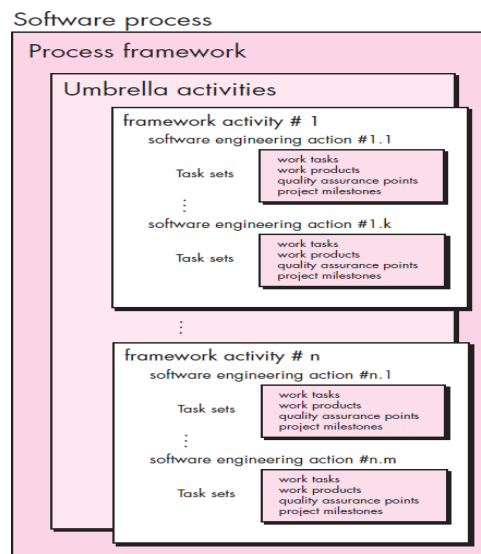 Software process
Process framework
Umbrella activities
framework activity # 1
software engineering action #1.1
Task sets
work tasks
work products
quality assurance points
project milestones
software engineering action #1.k
Task sets
work tasks
work products
quality assurance points
project milestones
framework activity # n
software engineering action #n.1
Task sets
work tasks
work products
quality assurance points
project milestones
software engineering action #n.m
Task sets
work tasks
work products
quality assurance points
project milestones